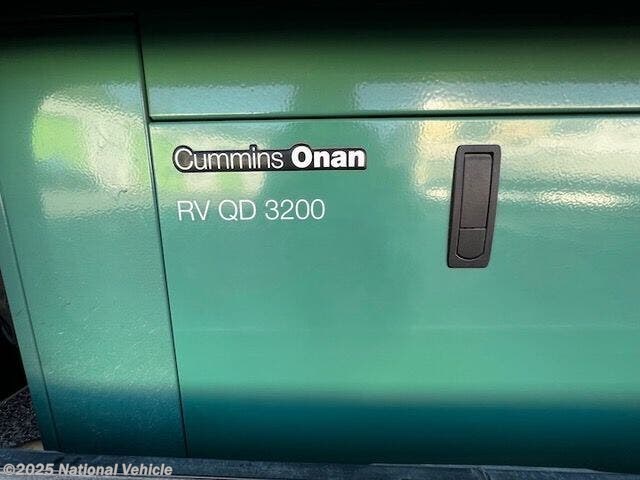 Cummins Onan
RV QD 3200
©2025 National Vehicle